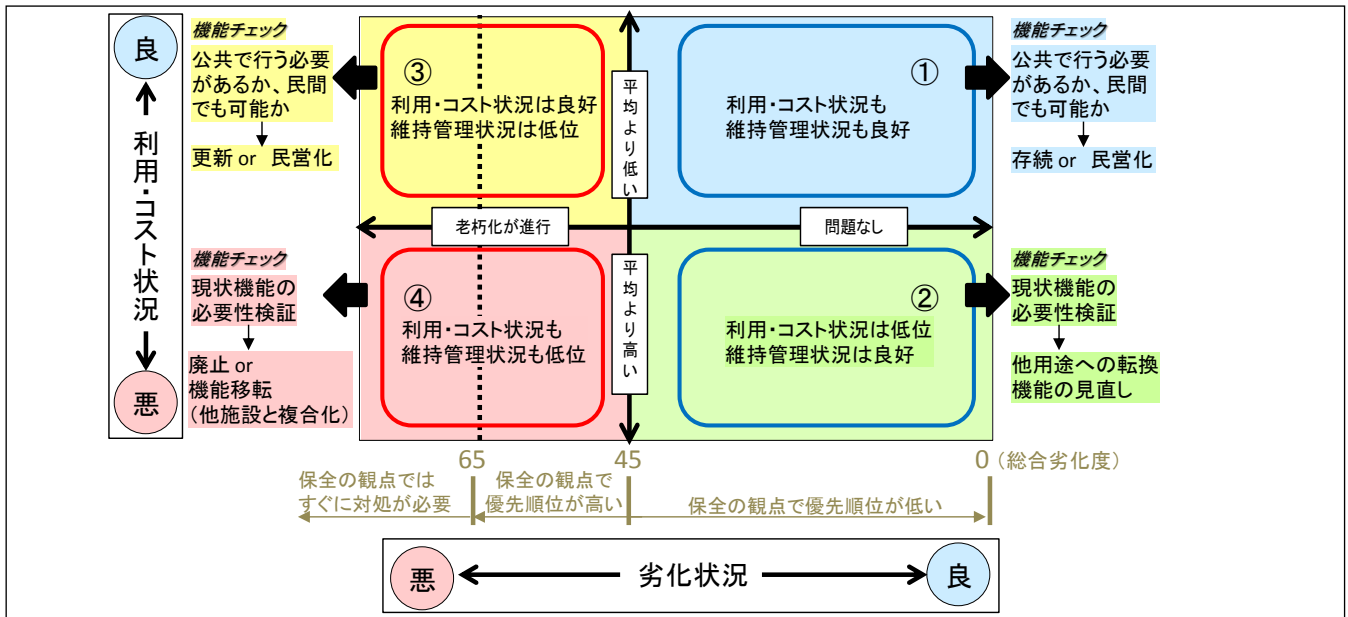 良
利用・コスト状況
悪
機能チェック
公共で行う必要
があるか、民間
でも可能か
更新 or 民営化
③
利用・コスト状況は良好
維持管理状況は低位
平均より低い
①
利用・コスト状況も
維持管理状況も良好
機能チェック
公共で行う必要
があるか、民間
でも可能か
存続 or 民営化
老朽化が進行
問題なし
機能チェック
現状機能の
必要性検証
廃止 or
機能移転
(他施設と複合化)
④
利用・コスト状況も
維持管理状況も低位
平均より高い
②
利用・コスト状況は低位
維持管理状況は良好
機能チェック
現状機能の
必要性検証
他用途への転換
機能の見直し
65
45
0 (総合劣化度)
保全の観点では
すぐに対処が必要
保全の観点で
優先順位が高い
保全の観点で優先順位が低い
悪
劣化状況
良